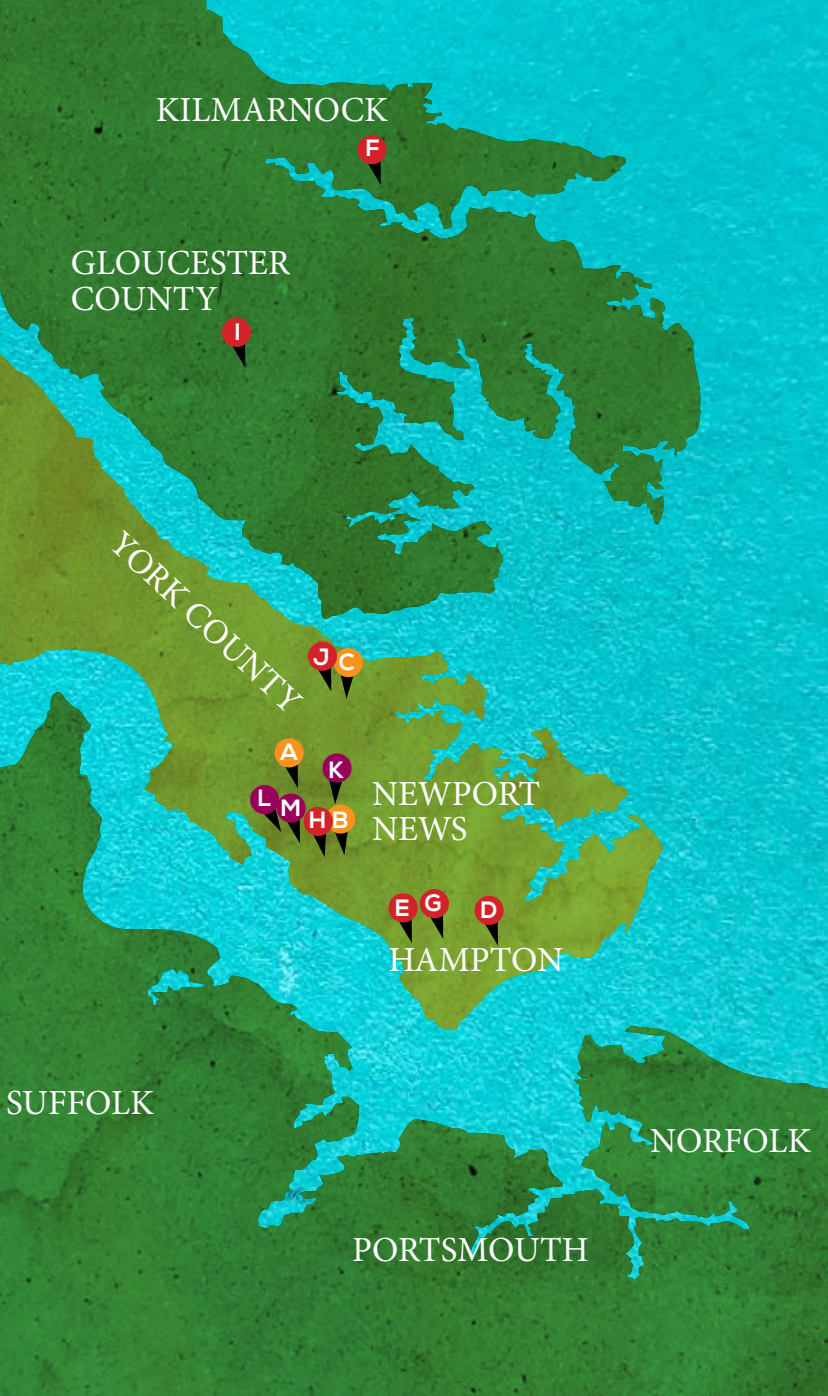 KILMARNOCK
F
GLOUCESTER
COUNTY
I
YORK COUNTY
J
C
A
K
L
M
H
B
NEWPORT
NEWS
E
G
D
HAMPTON
SUFFOLK
NORFOLK
PORTSMOUTH